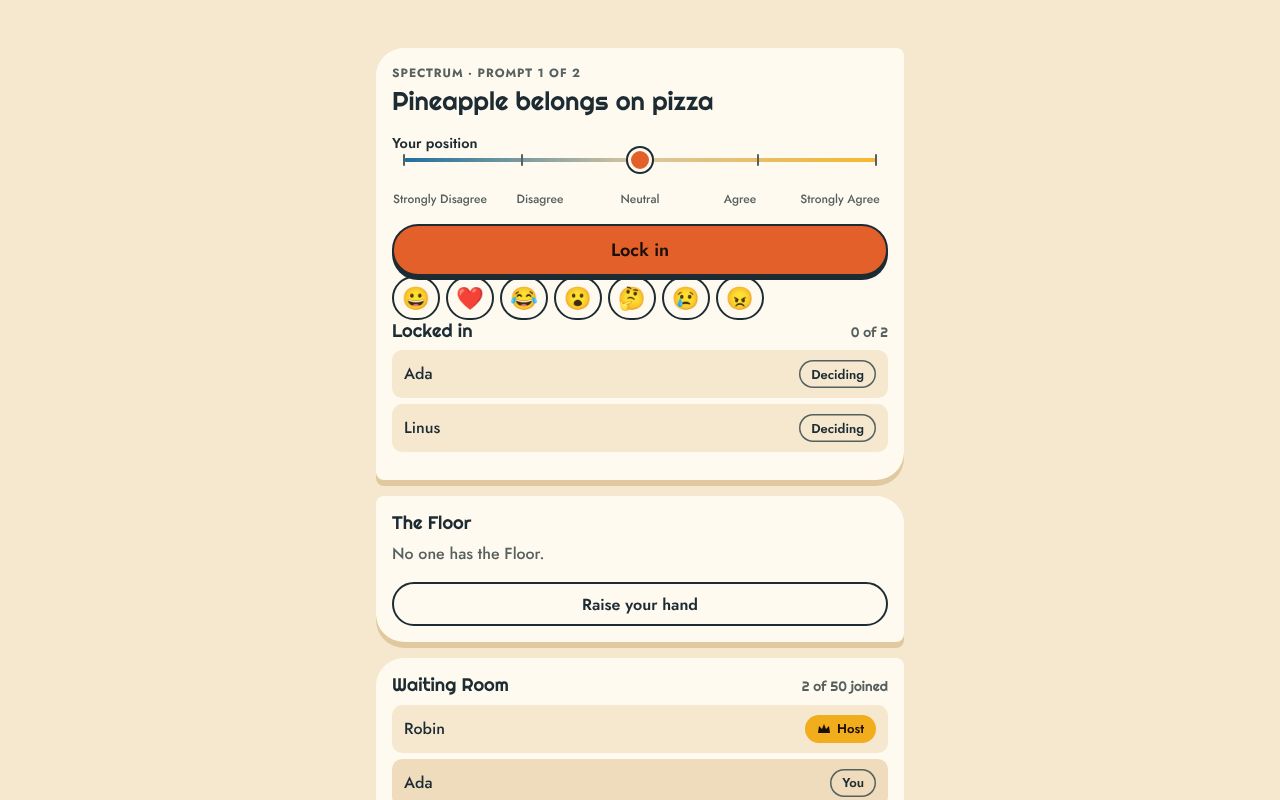 SPECTRUM · PROMPT 1 OF 2
Pineapple belongs on pizza
Your position
Strongly Disagree Disagree Neutral Agree Strongly Agree
Lock in
Locked in 0 of 2
Ada Deciding
Linus Deciding
The Floor
No one has the Floor.
Raise your hand
Waiting Room 2 of 50 joined
Robin Host
Ada You